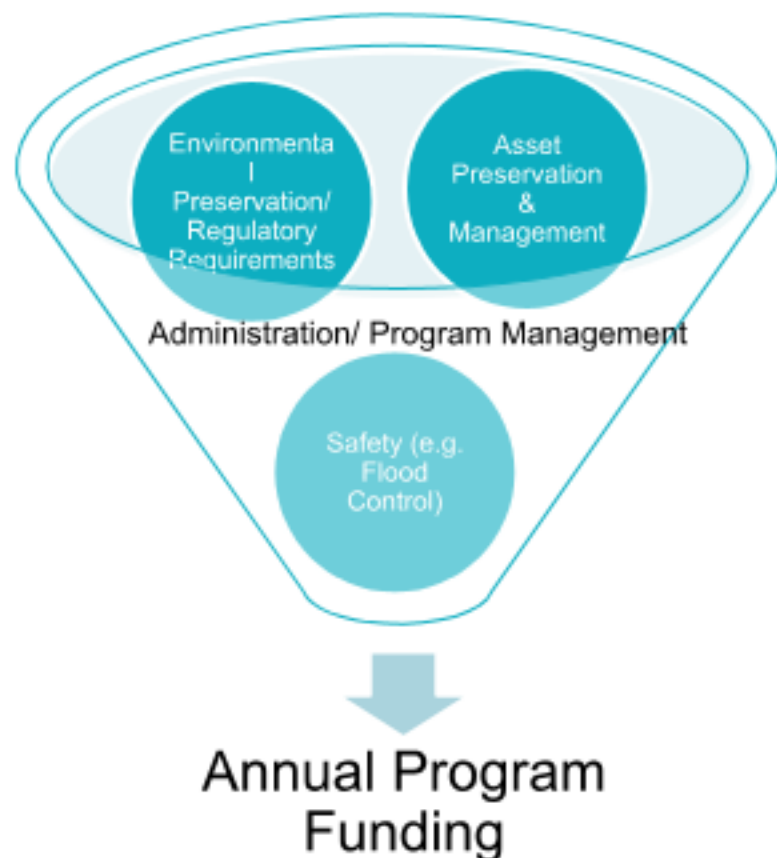 Environmenta
l
Preservation/
Regulatory
Requirements
Asset
Preservation
&
Management
Administration/ Program Management
Safety (e.g.
Flood
Control)
Annual Program
Funding